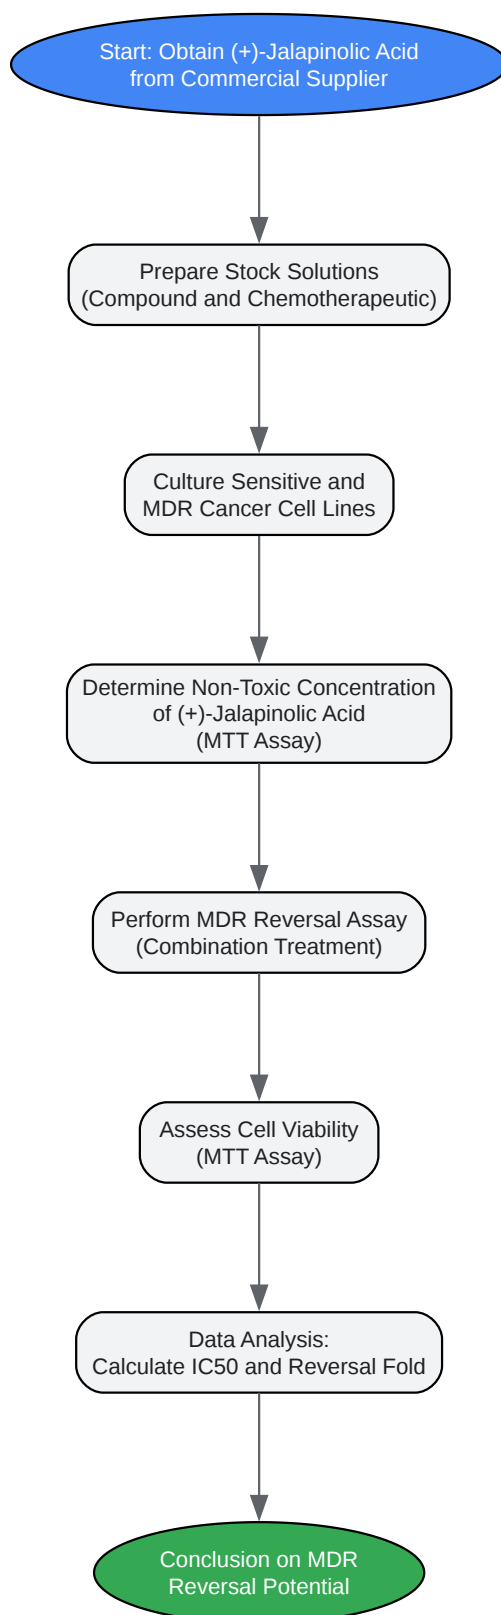 Start: Obtain (+)-Jalapinolic Acid
from Commercial Supplier
Prepare Stock Solutions
(Compound and Chemotherapeutic)
Culture Sensitive and
MDR Cancer Cell Lines
Determine Non-Toxic Concentration
of (+)-Jalapinolic Acid
(MTT Assay)
Perform MDR Reversal Assay
(Combination Treatment)
Assess Cell Viability
(MTT Assay)
Data Analysis:
Calculate IC50 and Reversal Fold
Conclusion on MDR
Reversal Potential